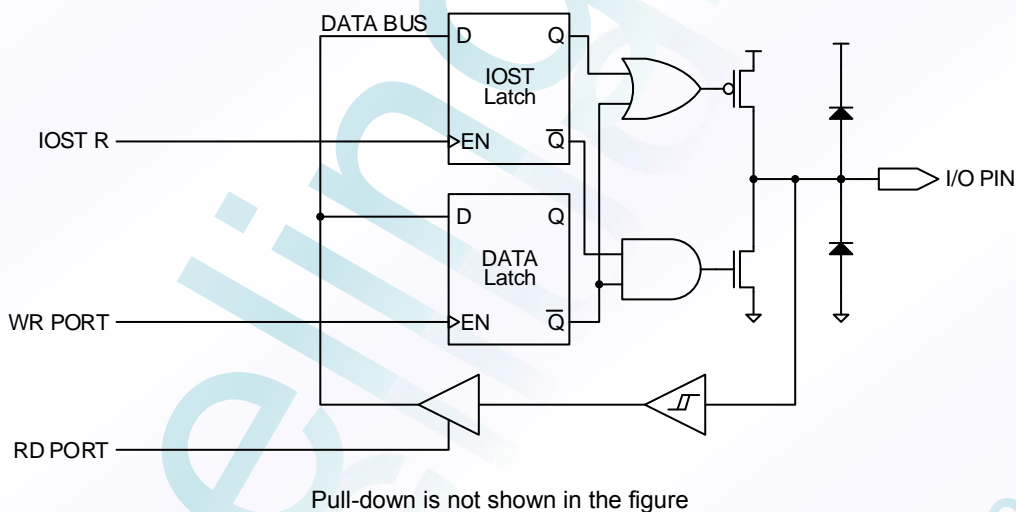 DATA BUS
D Q
IOST
Latch
IOST R
EN Q
I/O PIN
D Q
DATA
Latch
WR PORT
EN Q
RD PORT
Pull-down is not shown in the figure